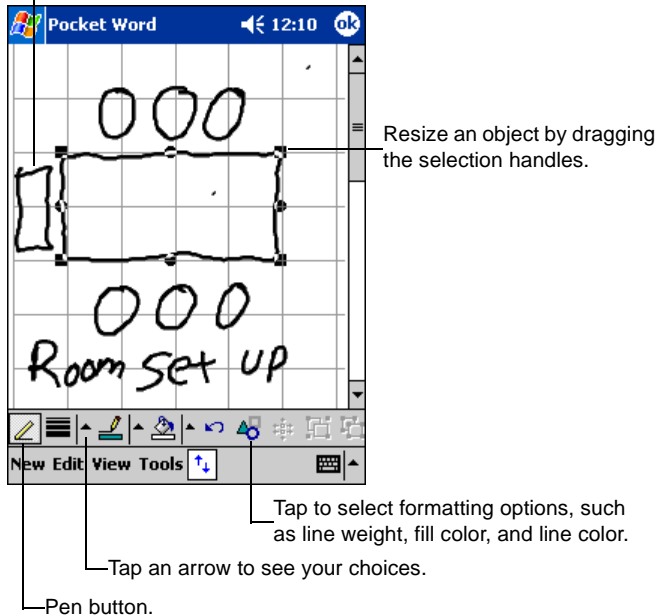 Pocket Word 12:10 ok
Resize an object by dragging
the selection handles.
Room set up
New Edit View Tools
Tap to select formatting options, such
as line weight, fill color, and line color.
Tap an arrow to see your choices.
Pen button.